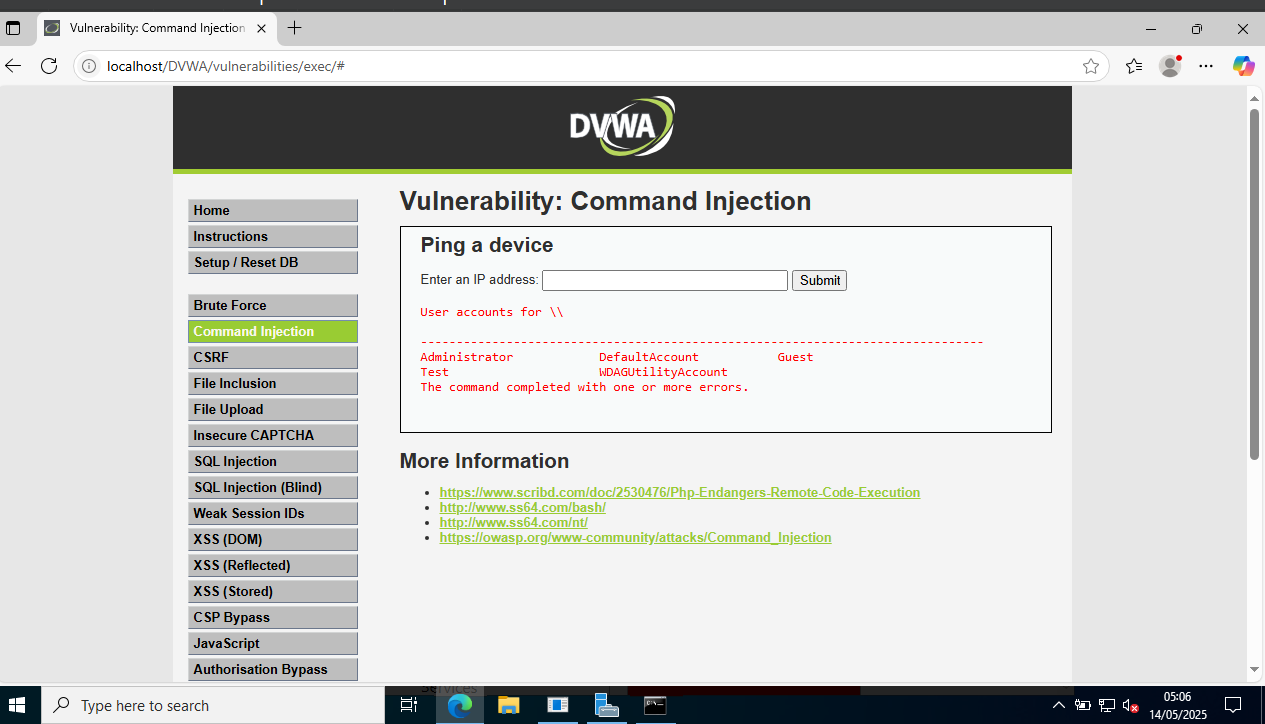 Vulnerability: Command Injection
localhost/DVWA/vulnerabilities/exec/#
DVWA
Home
Instructions
Setup / Reset DB
Brute Force
Command Injection
CSRF
File Inclusion
File Upload
Insecure CAPTCHA
SQL Injection
SQL Injection (Blind)
Weak Session IDs
XSS (DOM)
XSS (Reflected)
XSS (Stored)
CSP Bypass
JavaScript
Authorisation Bypass
Vulnerability: Command Injection
Ping a device
Enter an IP address: Submit
User accounts for \\
-------------------------------------------------------------------------------
Administrator DefaultAccount Guest
Test WDAGUtilityAccount
The command completed with one or more errors.
More Information
https://www.scribd.com/doc/2530476/Php-Endangers-Remote-Code-Execution
http://www.ss64.com/bash/
http://www.ss64.com/nt/
https://owasp.org/www-community/attacks/Command_Injection
Services
Type here to search
05:06
14/05/2025